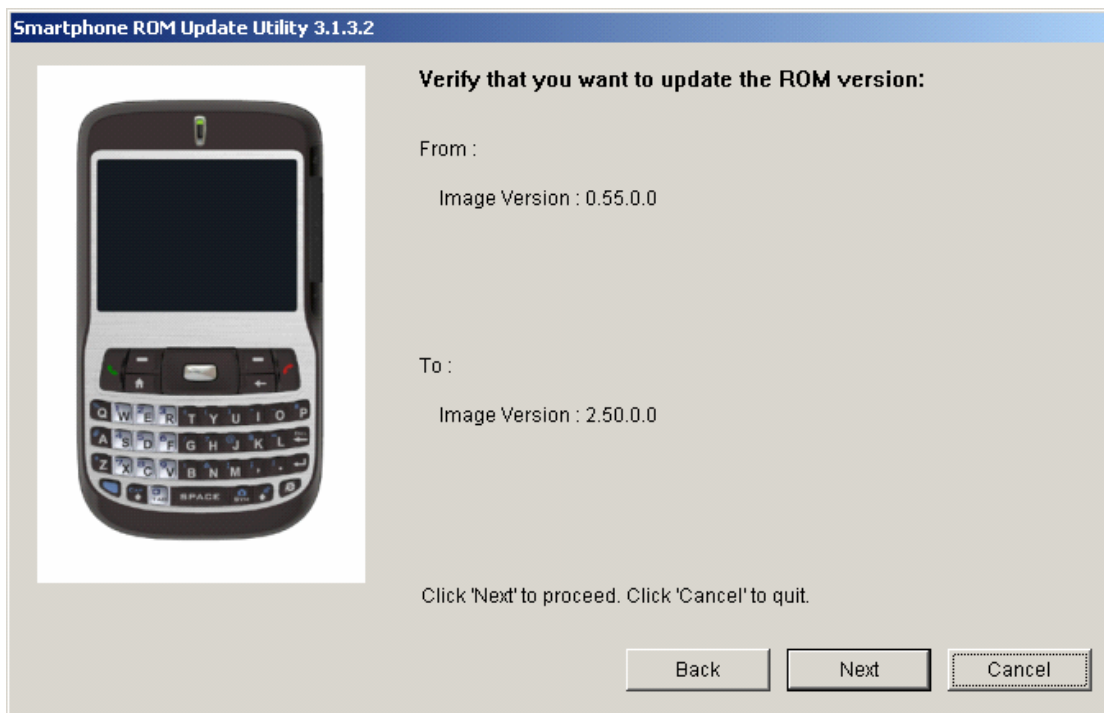 Smartphone ROM Update Utility 3.1.3.2
Verify that you want to update the ROM version:
From :
Image Version : 0.55.0.0
To :
Image Version : 2.50.0.0
Click 'Next' to proceed. Click 'Cancel' to quit.
Back Next Cancel
Q W E R T Y U I O P
A S D F G H J K L
Z X C V B N M , .
SPACE